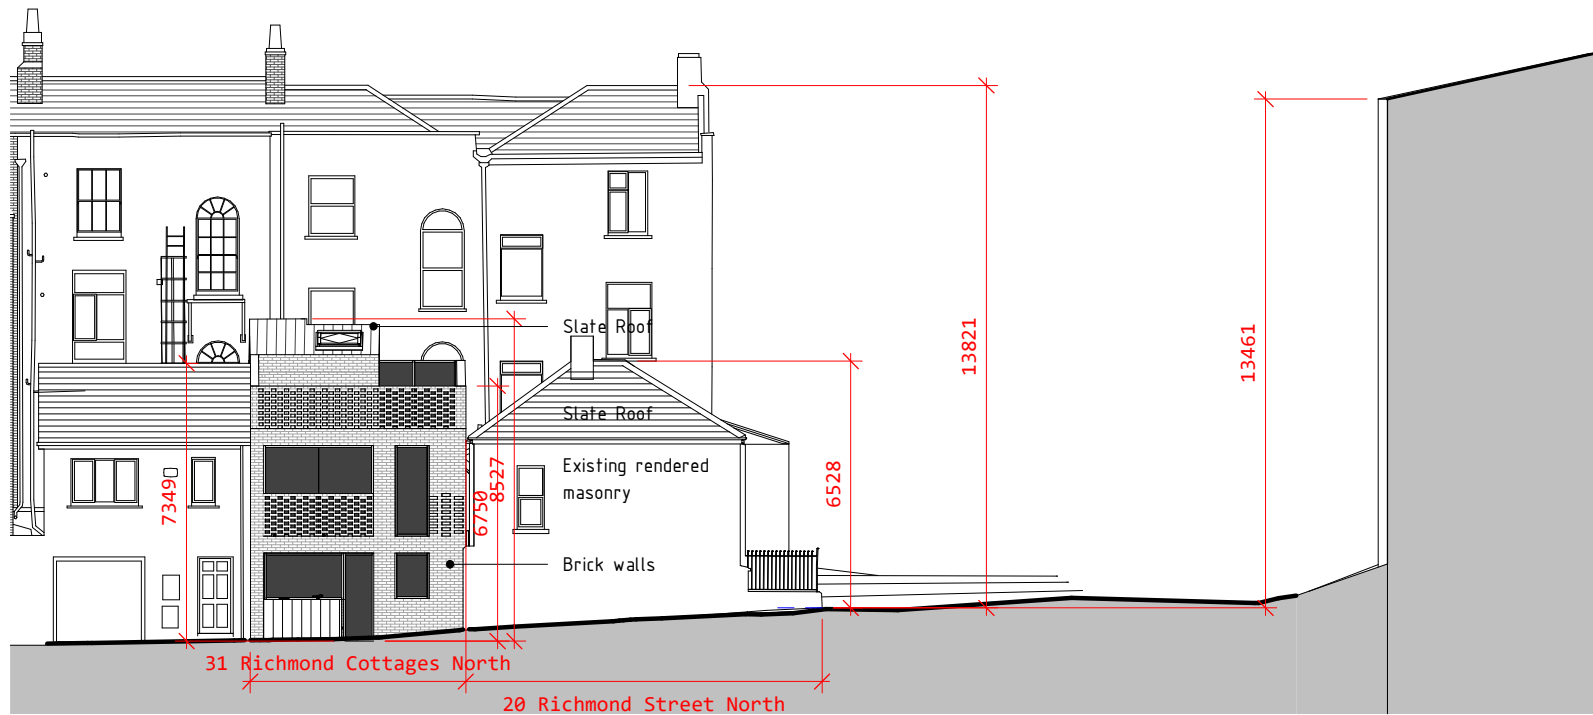 Slate Roof
13821
13461
Slate Roof
Existing rendered
masonry
7349
6750
8527
6528
Brick walls
31 Richmond Cottages North
20 Richmond Street North